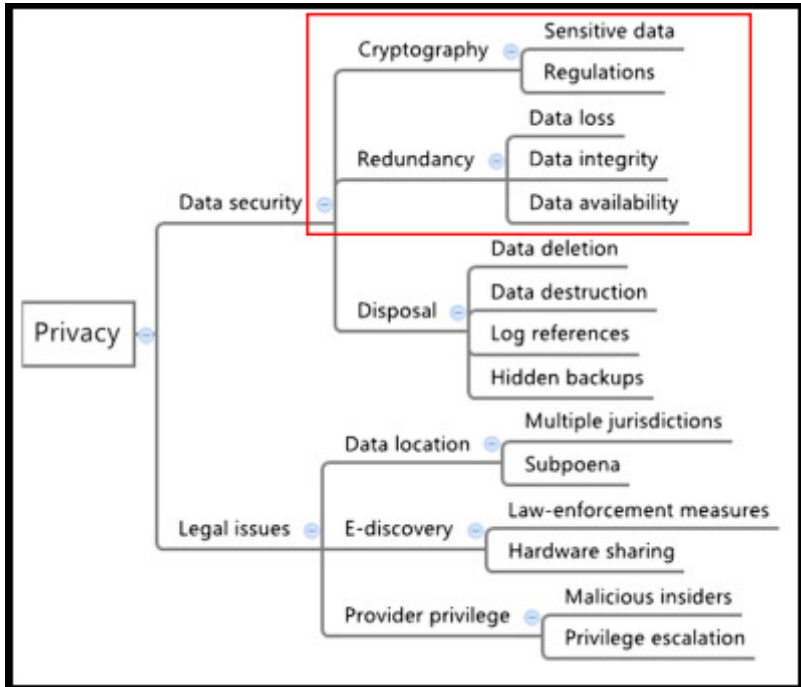 Privacy
Data security
Cryptography
Sensitive data
Regulations
Redundancy
Data loss
Data integrity
Data availability
Disposal
Data deletion
Data destruction
Log references
Hidden backups
Legal issues
Data location
Multiple jurisdictions
Subpoena
E-discovery
Law-enforcement measures
Hardware sharing
Provider privilege
Malicious insiders
Privilege escalation